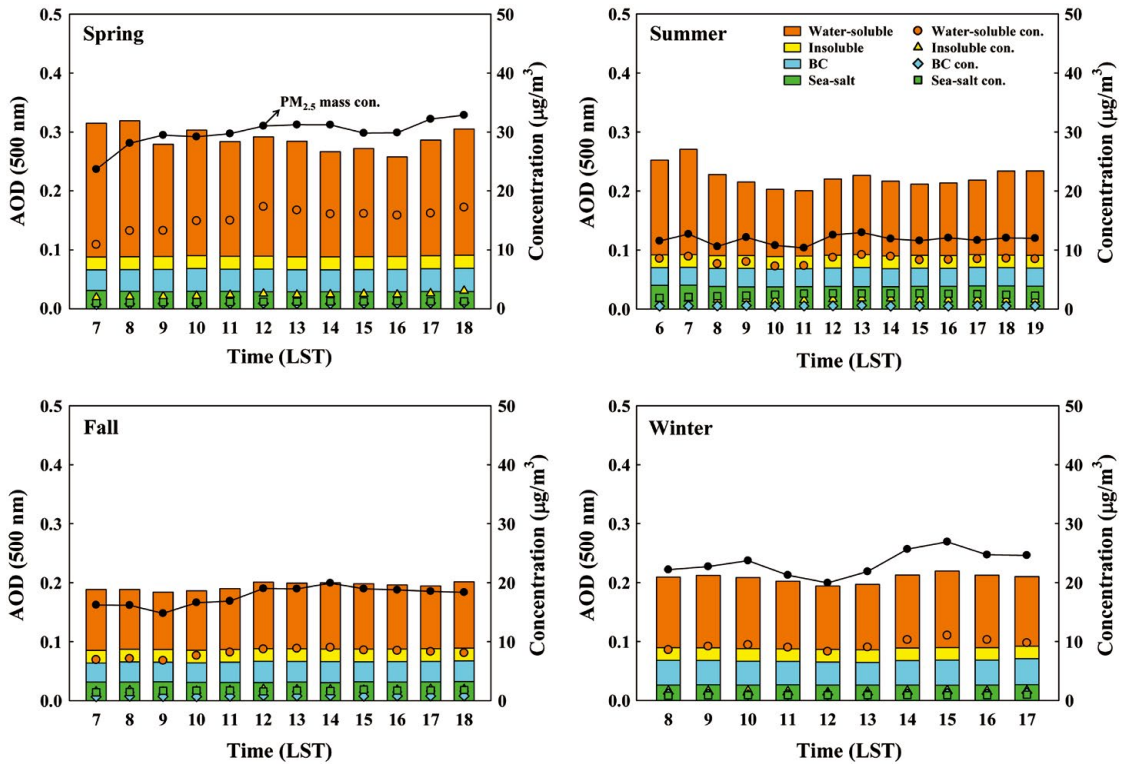 Spring
PM2.5 mass con.
AOD (500 nm)
0.5
0.4
0.3
0.2
0.1
0.0
50
40
30
20
10
0
Concentration (μg/m³)
7 8 9 10 11 12 13 14 15 16 17 18
Time (LST)
Summer
Water-soluble
Insoluble
BC
Sea-salt
Water-soluble con.
Insoluble con.
BC con.
Sea-salt con.
AOD (500 nm)
0.5
0.4
0.3
0.2
0.1
0.0
50
40
30
20
10
0
Concentration (μg/m³)
6 7 8 9 10 11 12 13 14 15 16 17 18 19
Time (LST)
Fall
AOD (500 nm)
0.5
0.4
0.3
0.2
0.1
0.0
50
40
30
20
10
0
Concentration (μg/m³)
7 8 9 10 11 12 13 14 15 16 17 18
Time (LST)
Winter
AOD (500 nm)
0.5
0.4
0.3
0.2
0.1
0.0
50
40
30
20
10
0
Concentration (μg/m³)
8 9 10 11 12 13 14 15 16 17
Time (LST)